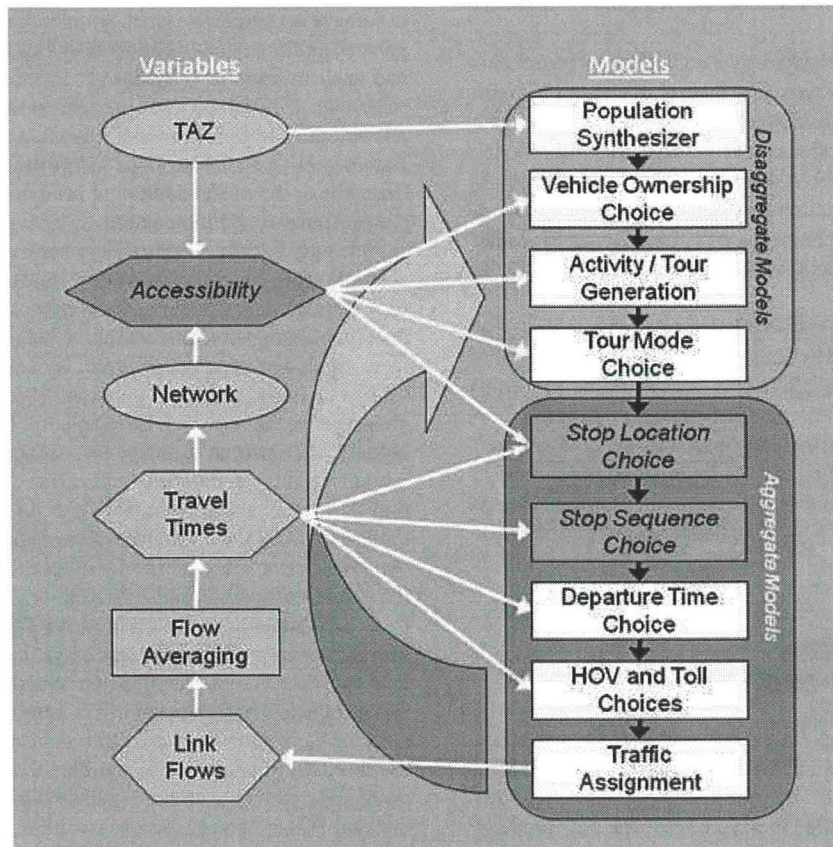 Variables
Models
TAZ
Accessibility
Network
Travel
Times
Flow
Averaging
Link
Flows
Population
Synthesizer
Vehicle Ownership
Choice
Activity / Tour
Generation
Tour Mode
Choice
Disaggregate Models
Stop Location
Choice
Stop Sequence
Choice
Departure Time
Choice
HOV and Toll
Choices
Traffic
Assignment
Aggregate Models